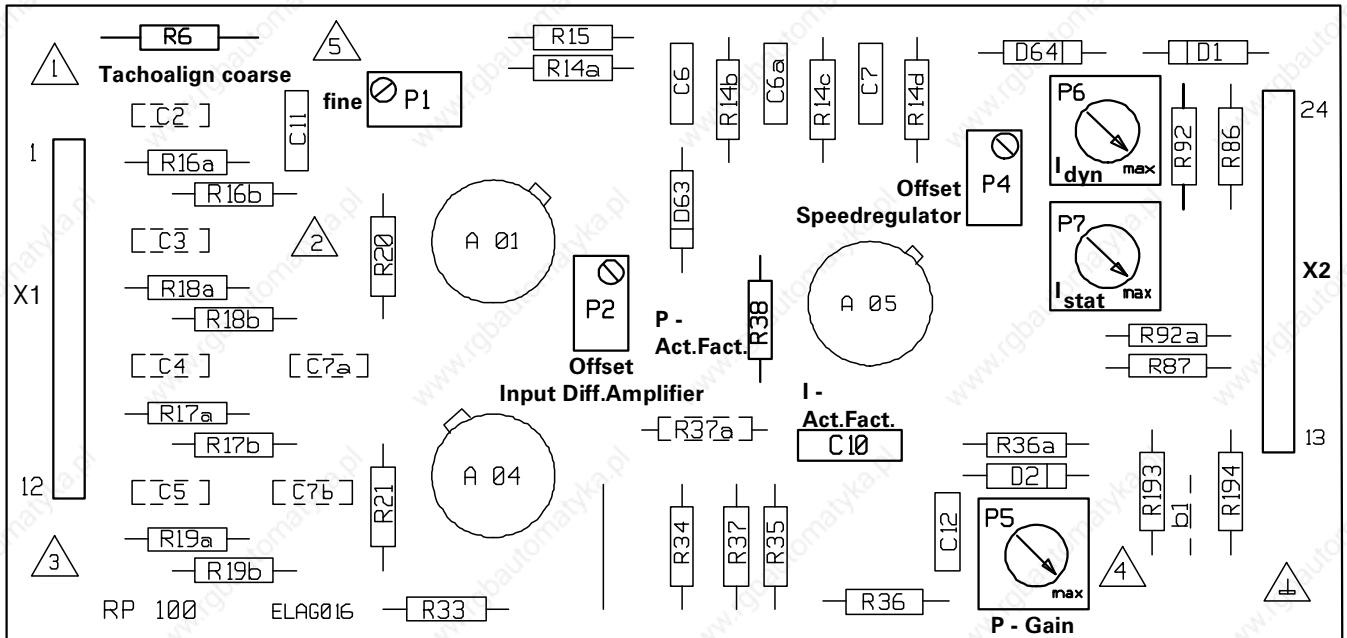 R6
Tachoalign coarse
1
5
R15
R14a
fine
P1
C6
R14b
C6a
R14c
C7
R14d
D64
D1
P6
I dyn
max
R92
R86
24
C2
C11
1
R16a
R16b
D63
Offset
Speedregulator
P4
C3
2
R20
A 01
P7
I stat
max
X1
R18a
R18b
P2
Offset
Input Diff.Amplifier
P -
Act.Fact.
R38
A 05
X2
R92a
R87
C4
C7a
R17a
R17b
R37a
I -
Act.Fact.
C10
R36a
D2
13
12
C5
C7b
R21
A 04
R34
R37
R35
C12
P5
max
P - Gain
R193
b1
R194
3
R19a
R19b
4
RP 100
ELAG016
R33
R36
www.rgbautomatyka.pl